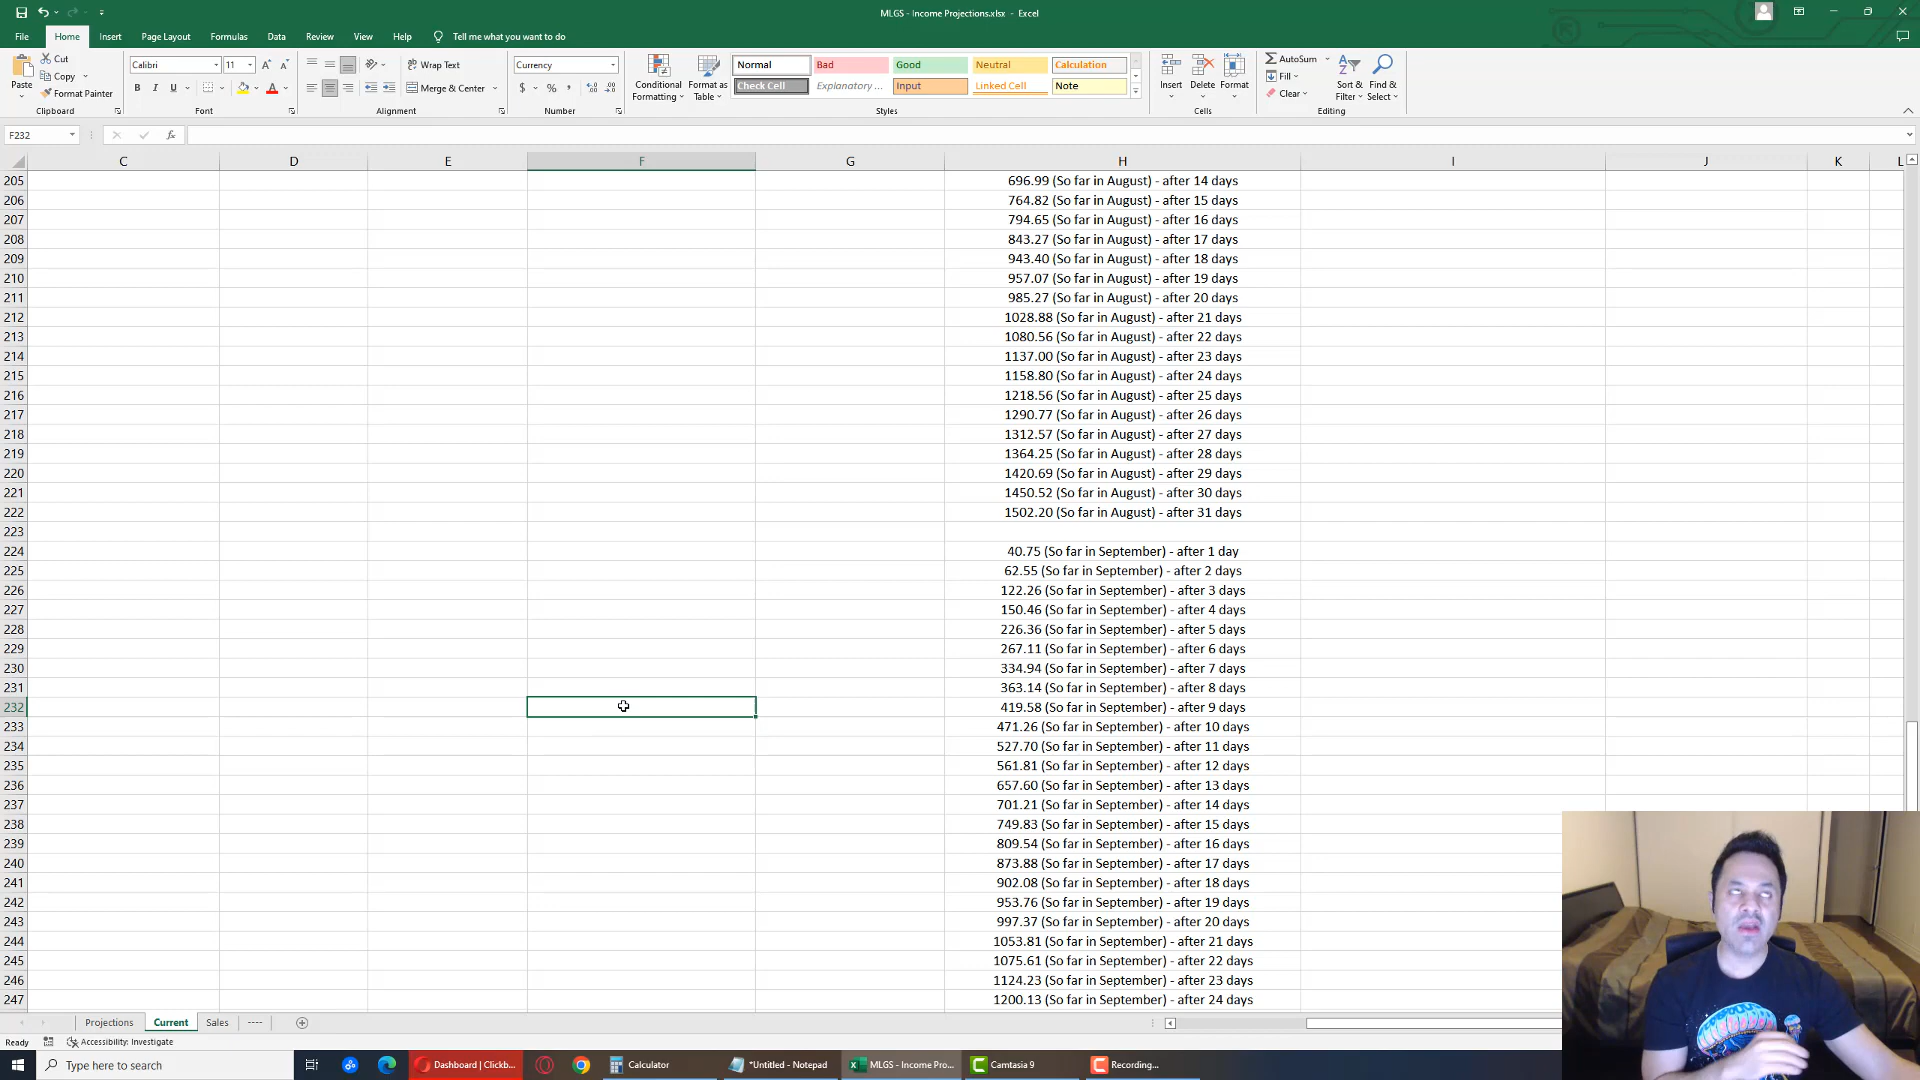 MLGS - Income Projections.xlsx - Excel
File Home Insert Page Layout Formulas Data Review View Help Tell me what you want to do
Paste
Cut
Copy
Format Painter
Clipboard
Calibri 11
B I U
Font
Wrap Text
Merge & Center
Alignment
Currency
$ % ,
Number
Conditional Formatting
Format as Table
Normal Bad Good Neutral Calculation
Check Cell Explanatory ... Input Linked Cell Note
Styles
Insert Delete Format
Cells
AutoSum
Fill
Clear
Sort & Filter
Find & Select
Editing
F232 fx
C D E F G H I J K L
205 696.99 (So far in August) - after 14 days
206 764.82 (So far in August) - after 15 days
207 794.65 (So far in August) - after 16 days
208 843.27 (So far in August) - after 17 days
209 943.40 (So far in August) - after 18 days
210 957.07 (So far in August) - after 19 days
211 985.27 (So far in August) - after 20 days
212 1028.88 (So far in August) - after 21 days
213 1080.56 (So far in August) - after 22 days
214 1137.00 (So far in August) - after 23 days
215 1158.80 (So far in August) - after 24 days
216 1218.56 (So far in August) - after 25 days
217 1290.77 (So far in August) - after 26 days
218 1312.57 (So far in August) - after 27 days
219 1364.25 (So far in August) - after 28 days
220 1420.69 (So far in August) - after 29 days
221 1450.52 (So far in August) - after 30 days
222 1502.20 (So far in August) - after 31 days
223
224 40.75 (So far in September) - after 1 day
225 62.55 (So far in September) - after 2 days
226 122.26 (So far in September) - after 3 days
227 150.46 (So far in September) - after 4 days
228 226.36 (So far in September) - after 5 days
229 267.11 (So far in September) - after 6 days
230 334.94 (So far in September) - after 7 days
231 363.14 (So far in September) - after 8 days
232 419.58 (So far in September) - after 9 days
233 471.26 (So far in September) - after 10 days
234 527.70 (So far in September) - after 11 days
235 561.81 (So far in September) - after 12 days
236 657.60 (So far in September) - after 13 days
237 701.21 (So far in September) - after 14 days
238 749.83 (So far in September) - after 15 days
239 809.54 (So far in September) - after 16 days
240 873.88 (So far in September) - after 17 days
241 902.08 (So far in September) - after 18 days
242 953.76 (So far in September) - after 19 days
243 997.37 (So far in September) - after 20 days
244 1053.81 (So far in September) - after 21 days
245 1075.61 (So far in September) - after 22 days
246 1124.23 (So far in September) - after 23 days
247 1200.13 (So far in September) - after 24 days
Projections Current Sales ----
Ready Accessibility: Investigate
Type here to search Dashboard | Clickb... Calculator *Untitled - Notepad MLGS - Income Pro... Camtasia 9 Recording...